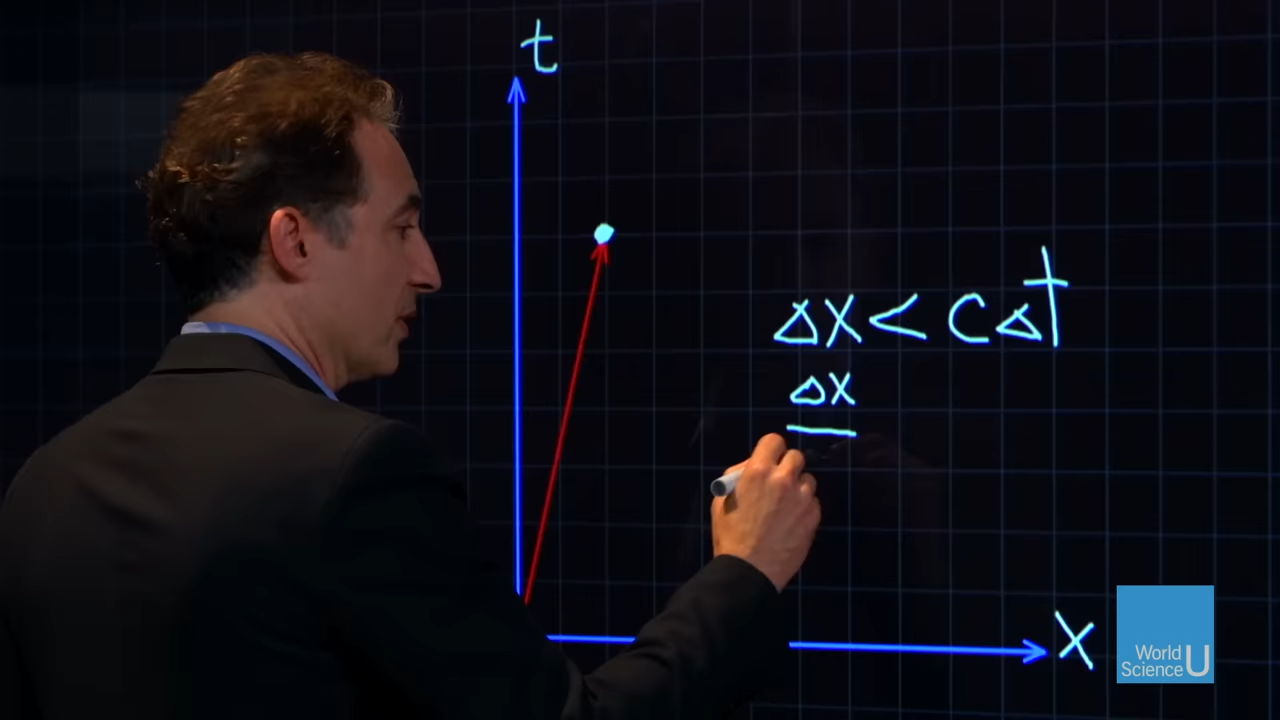 t
Δx < cΔt
Δx
x
World
Science U